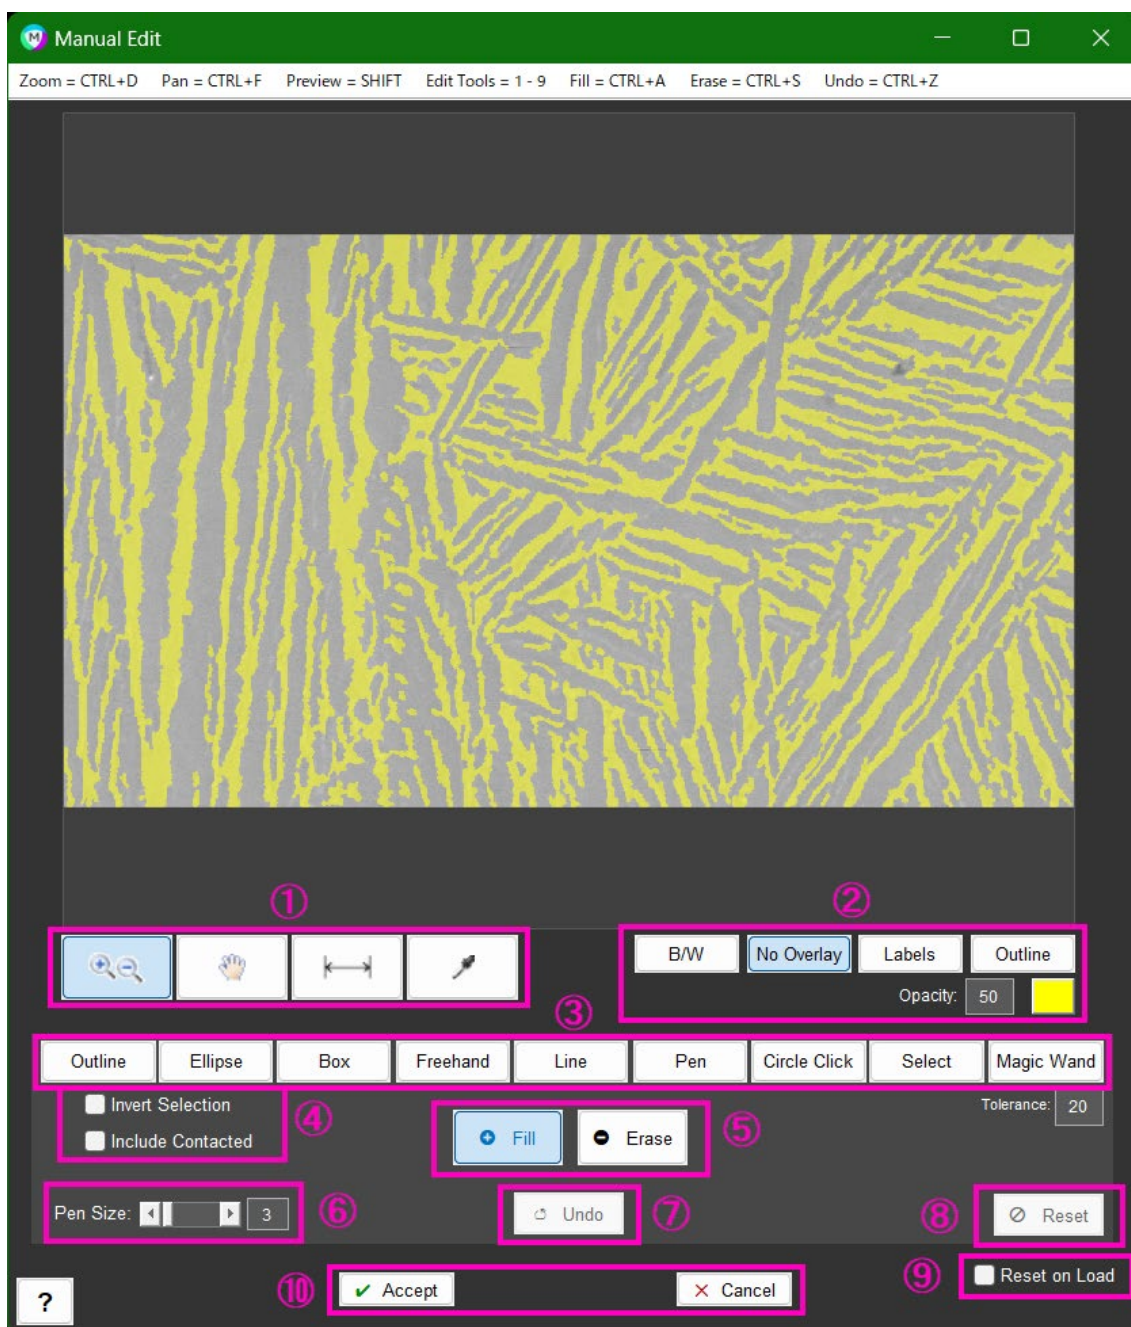 Manual Edit
Zoom = CTRL+D Pan = CTRL+F Preview = SHIFT Edit Tools = 1 - 9 Fill = CTRL+A Erase = CTRL+S Undo = CTRL+Z
① ②
B/W No Overlay Labels Outline
Opacity: 50
③
Outline Ellipse Box Freehand Line Pen Circle Click Select Magic Wand
Invert Selection ④ Tolerance: 20
Include Contacted Fill Erase ⑤
Pen Size: 3 ⑥ Undo ⑦ ⑧ Reset
⑨ Reset on Load
? ⑩ Accept Cancel